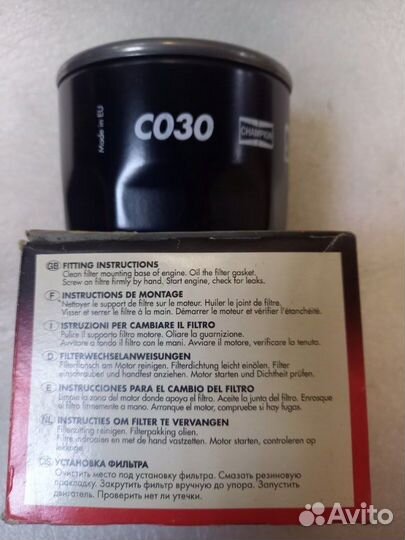 Made in EU
C030
CHAMPION
GB FITTING INSTRUCTIONS
Clean filter mounting base of engine. Oil the filter gasket.
Screw on filter firmly by hand. Start engine, check for leaks.
F INSTRUCTIONS DE MONTAGE
Nettoyer le support de filtre sur le moteur. Huiler le joint de filtre.
Visser et serrer le filtre à la main. Démarrer le moteur et vérifier l'étanchéité.
I ISTRUZIONI PER CAMBIARE IL FILTRO
Pulire il supporto filtro motore. Oliare la guarnizione.
Avvitare a fondo il filtro con le mani. Avviare il motore, verificare la tenuta.
D FILTERWECHSELANWEISUNGEN
Filterflansch am Motor reinigen. Filterdichtung leicht einölen. Filter
einschrauben und handfest anziehen. Motor starten und Dichtheit prüfen.
E INSTRUCCIONES PARA EL CAMBIO DEL FILTRO
Limpie la zona del motor donde apoya el filtro. Aceite la junta del filtro. Enrosque
el filtro firmemente a mano. Arranque el motor, compruebe si hay fugas.
NL INSTRUCTIES OM FILTER TE VERVANGEN
Filterzitting reinigen. Filterpakking oliën.
Filter indraaien en met de hand vastzetten. Motor starten, controleren op
lekkage.
CIS УСТАНОВКА ФИЛЬТРА
Очистить место под установку фильтра. Смазать резиновую
прокладку. Закрутить фильтр вручную до упора. Запустить
двигатель. Проверить нет ли утечки.
Avito